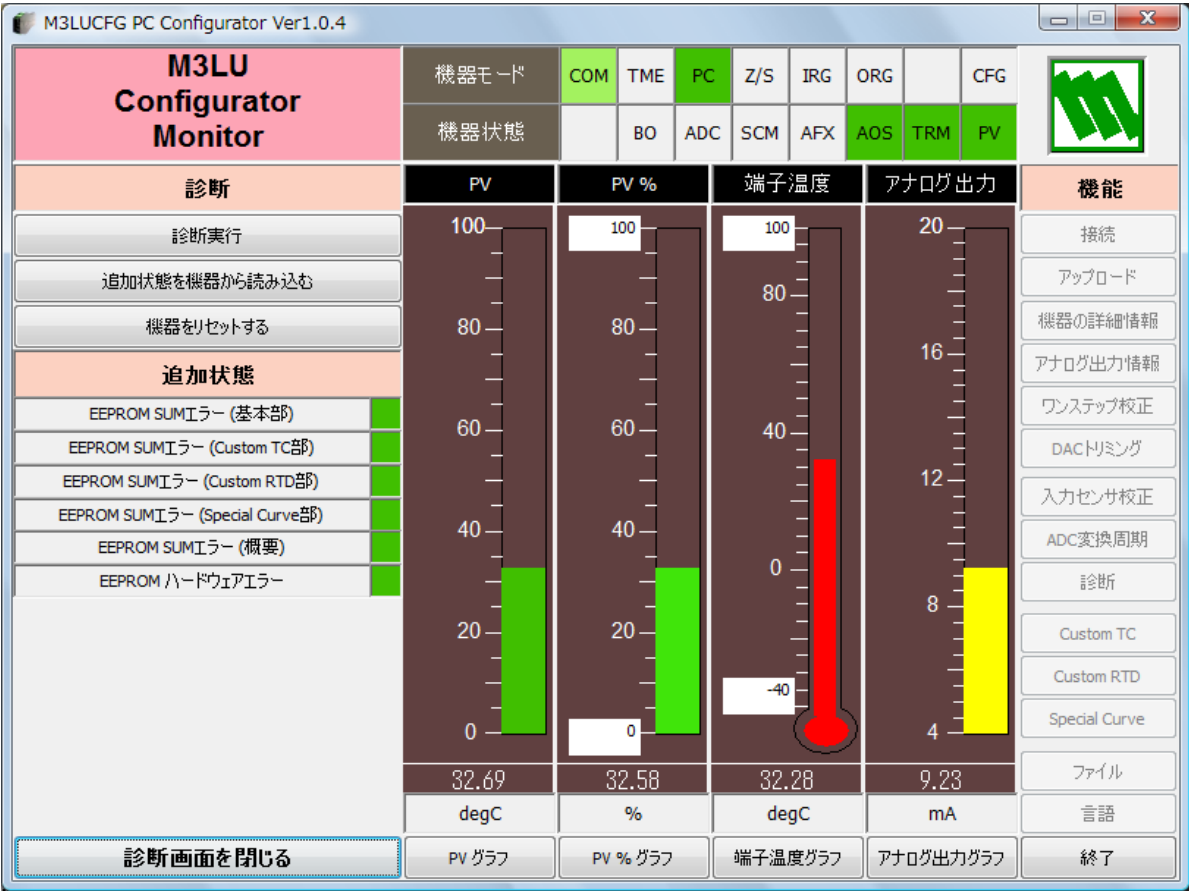 M3LUCFG PC Configurator Ver1.0.4
M3LU
Configurator
Monitor
機器モード
COM TME PC Z/S IRG ORG CFG
機器状態
BO ADC SCM AFX AOS TRM PV
診断
診断実行
追加状態を機器から読み込む
機器をリセットする
追加状態
EEPROM SUMエラー (基本部)
EEPROM SUMエラー (Custom TC部)
EEPROM SUMエラー (Custom RTD部)
EEPROM SUMエラー (Special Curve部)
EEPROM SUMエラー (概要)
EEPROM ハードウェアエラー
診断画面を閉じる
PV
100
80
60
40
20
0
32.69
degC
PV グラフ
PV %
100
80
60
40
20
0
32.58
%
PV % グラフ
端子温度
100
80
40
0
-40
32.28
degC
端子温度グラフ
アナログ出力
20
16
12
8
4
9.23
mA
アナログ出力グラフ
機能
接続
アップロード
機器の詳細情報
アナログ出力情報
ワンステップ校正
DACトリミング
入力センサ校正
ADC変換周期
診断
Custom TC
Custom RTD
Special Curve
ファイル
言語
終了